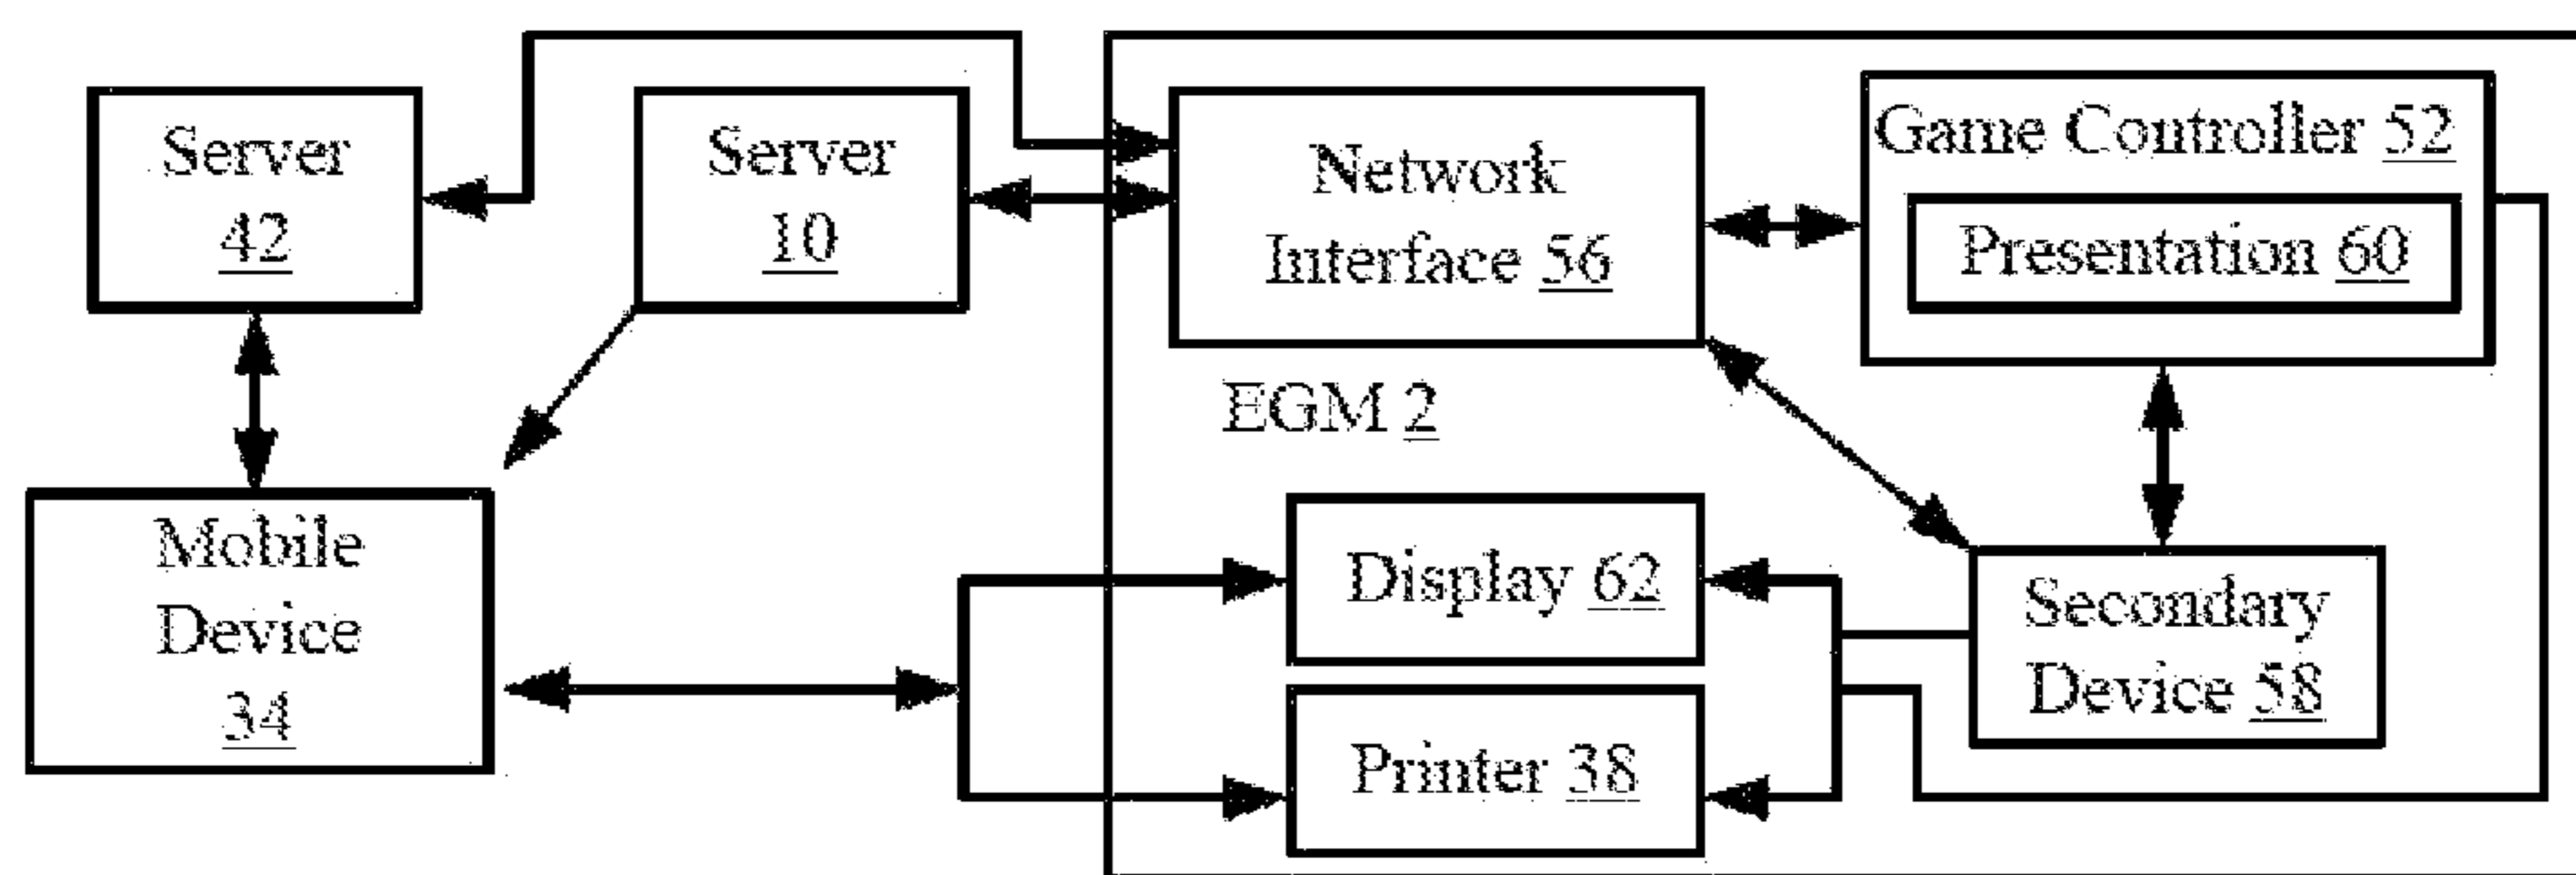 Server
42
Server
10
Network
Interface 56
Game Controller 52
Presentation 60
EGM 2
Mobile
Device
34
Display 62
Printer 38
Secondary
Device 58